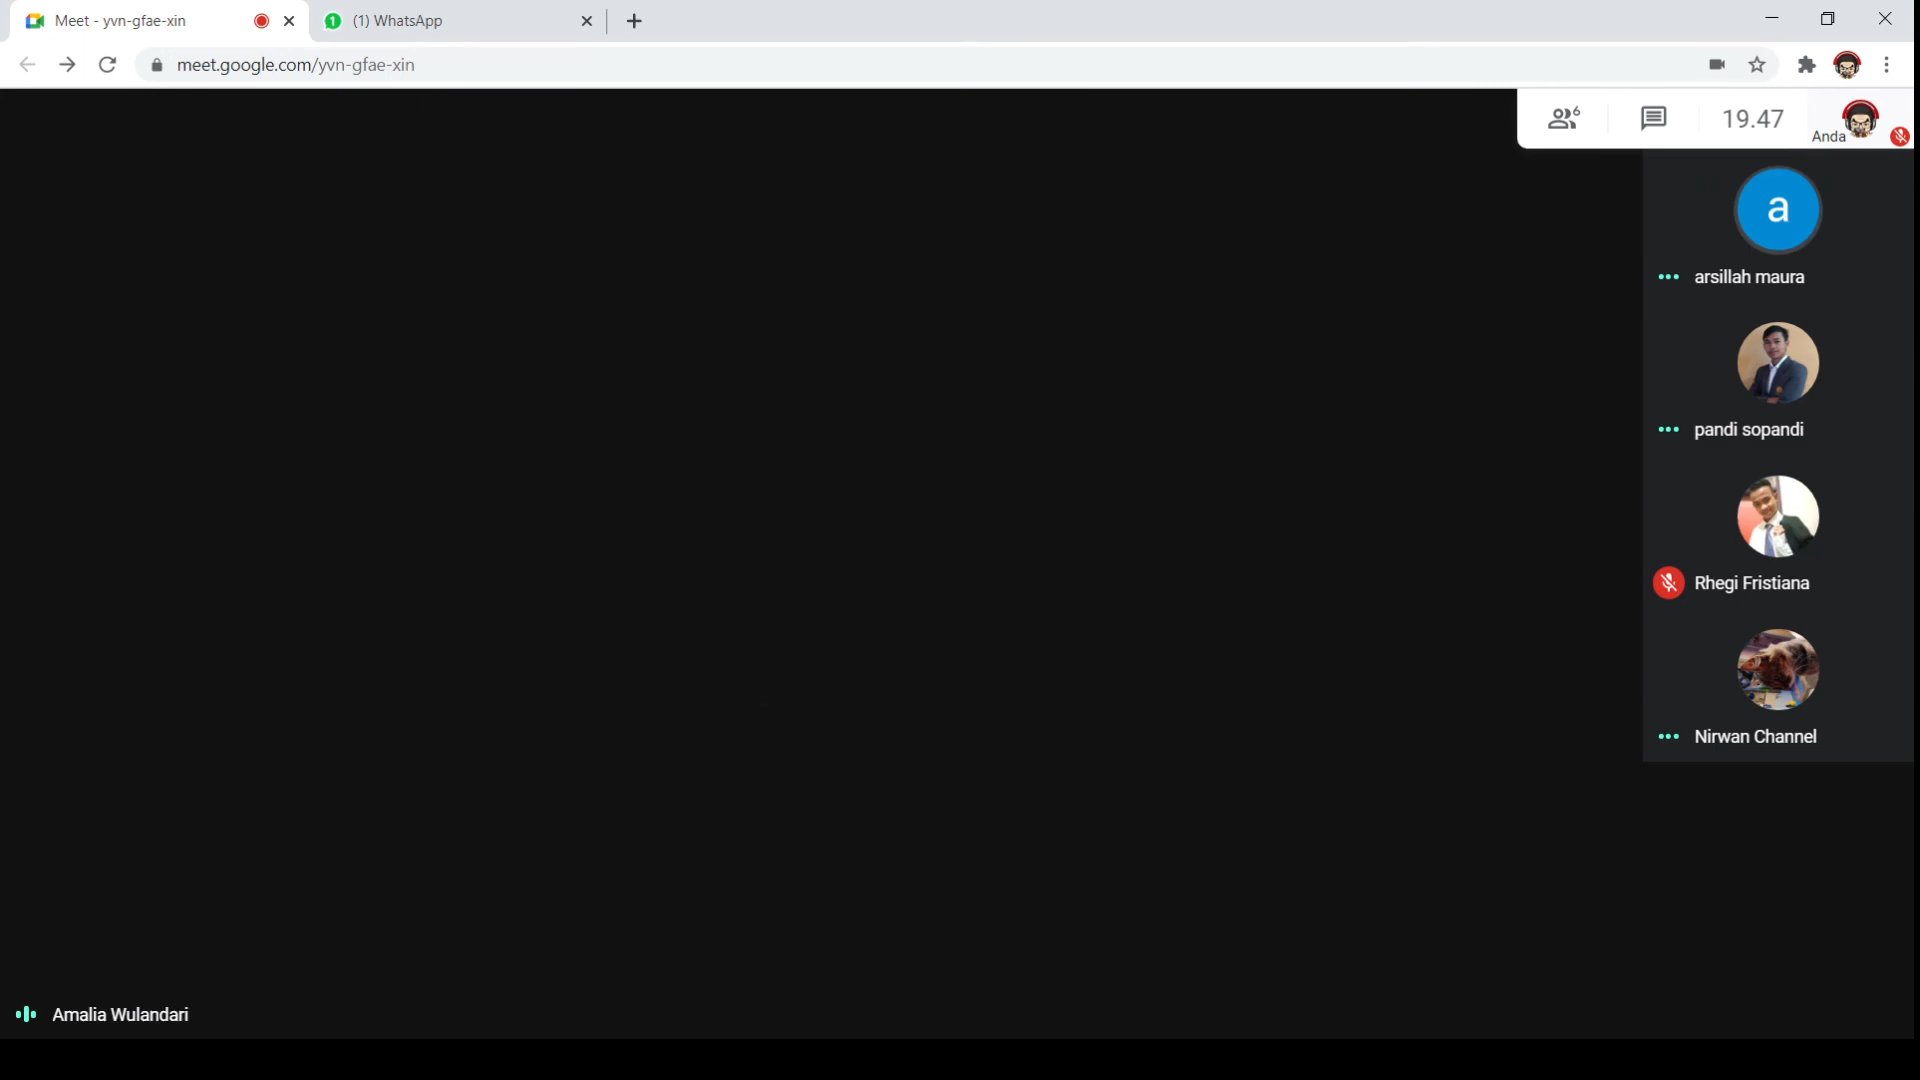 Meet - yvn-gfae-xin
1 (1) WhatsApp
meet.google.com/yvn-gfae-xin
6
19.47
Anda
a
arsillah maura
pandi sopandi
Rhegi Fristiana
Nirwan Channel
Amalia Wulandari